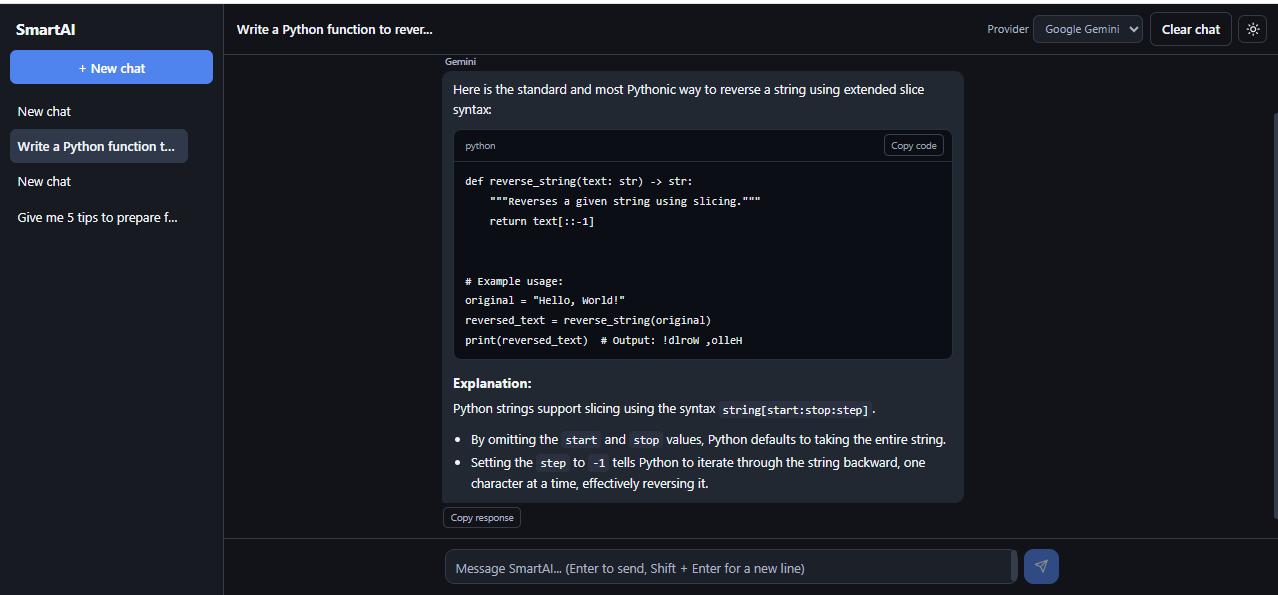 SmartAI
+ New chat
New chat
Write a Python function t...
New chat
Give me 5 tips to prepare f...
Write a Python function to rever...
Provider
Google Gemini
Clear chat
Gemini
Here is the standard and most Pythonic way to reverse a string using extended slice
syntax:
python
Copy code
def reverse_string(text: str) -> str:
    """Reverses a given string using slicing."""
    return text[::-1]
# Example usage:
original = "Hello, World!"
reversed_text = reverse_string(original)
print(reversed_text)  # Output: !dlroW ,olleH
Explanation:
Python strings support slicing using the syntax string[start:stop:step].
• By omitting the start and stop values, Python defaults to taking the entire string.
• Setting the step to -1 tells Python to iterate through the string backward, one
character at a time, effectively reversing it.
Copy response
Message SmartAI... (Enter to send, Shift + Enter for a new line)